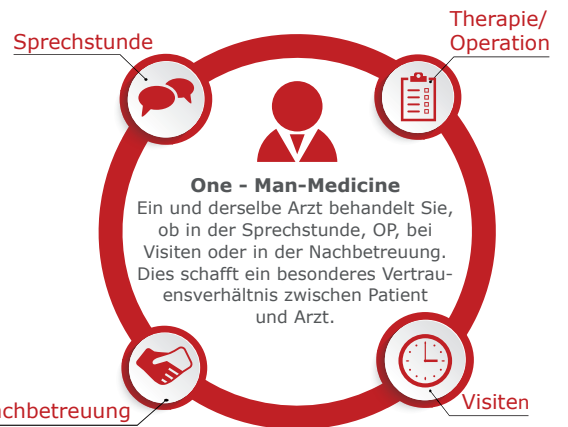 Therapie/
Sprechstunde
Operation
One - Man-Medicine
Ein und derselbe Arzt behandelt Sie,
ob in der Sprechstunde, OP, bei
Visiten oder in der Nachbetreuung.
Dies schafft ein besonderes Vertrau-
ensverhältnis zwischen Patient
und Arzt.
achbetreuung
Visiten